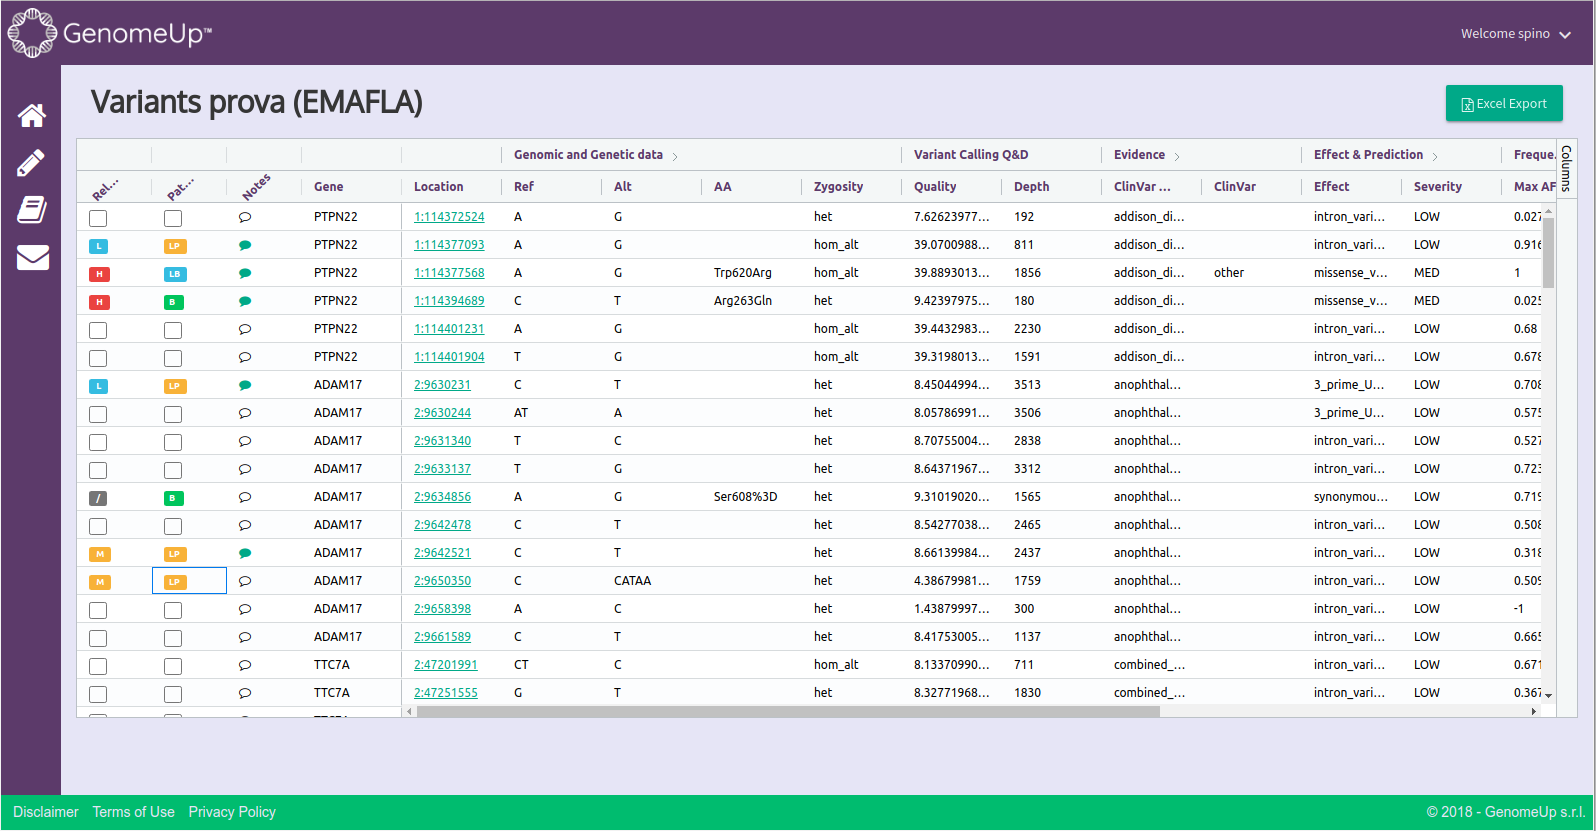 GenomeUp™
Welcome spino
Variants prova (EMAFLA)
Excel Export
Genomic and Genetic data Variant Calling Q&D Evidence Effect & Prediction Freque...
Columns
Rel... Pat... Notes Gene Location Ref Alt AA Zygosity Quality Depth ClinVar ... ClinVar Effect Severity Max AF
PTPN22 1:114372524 A G het 7.62623977... 192 addison_di... intron_vari... LOW 0.027
L LP PTPN22 1:114377093 A G hom_alt 39.0700988... 811 addison_di... intron_vari... LOW 0.916
H LB PTPN22 1:114377568 A G Trp620Arg hom_alt 39.8893013... 1856 addison_di... other missense_v... MED 1
H B PTPN22 1:114394689 C T Arg263Gln het 9.42397975... 180 addison_di... missense_v... MED 0.025
PTPN22 1:114401231 A G hom_alt 39.4432983... 2230 addison_di... intron_vari... LOW 0.68
PTPN22 1:114401904 T G hom_alt 39.3198013... 1591 addison_di... intron_vari... LOW 0.678
L LP ADAM17 2:9630231 C T het 8.45044994... 3513 anophthal... 3_prime_U... LOW 0.708
ADAM17 2:9630244 AT A het 8.05786991... 3506 anophthal... 3_prime_U... LOW 0.575
ADAM17 2:9631340 T C het 8.70755004... 2838 anophthal... intron_vari... LOW 0.527
ADAM17 2:9633137 T G het 8.64371967... 3312 anophthal... intron_vari... LOW 0.723
/ B ADAM17 2:9634856 A G Ser608%3D het 9.31019020... 1565 anophthal... synonymou... LOW 0.719
ADAM17 2:9642478 C T het 8.54277038... 2465 anophthal... intron_vari... LOW 0.508
M LP ADAM17 2:9642521 C T het 8.66139984... 2437 anophthal... intron_vari... LOW 0.318
M LP ADAM17 2:9650350 C CATAA het 4.38679981... 1759 anophthal... intron_vari... LOW 0.509
ADAM17 2:9658398 A C het 1.43879997... 300 anophthal... intron_vari... LOW -1
ADAM17 2:9661589 C T het 8.41753005... 1137 anophthal... intron_vari... LOW 0.665
TTC7A 2:47201991 CT C hom_alt 8.13370990... 711 combined_... intron_vari... LOW 0.671
TTC7A 2:47251555 G T het 8.32771968... 1830 combined_... intron_vari... LOW 0.367
Disclaimer Terms of Use Privacy Policy
© 2018 - GenomeUp s.r.l.